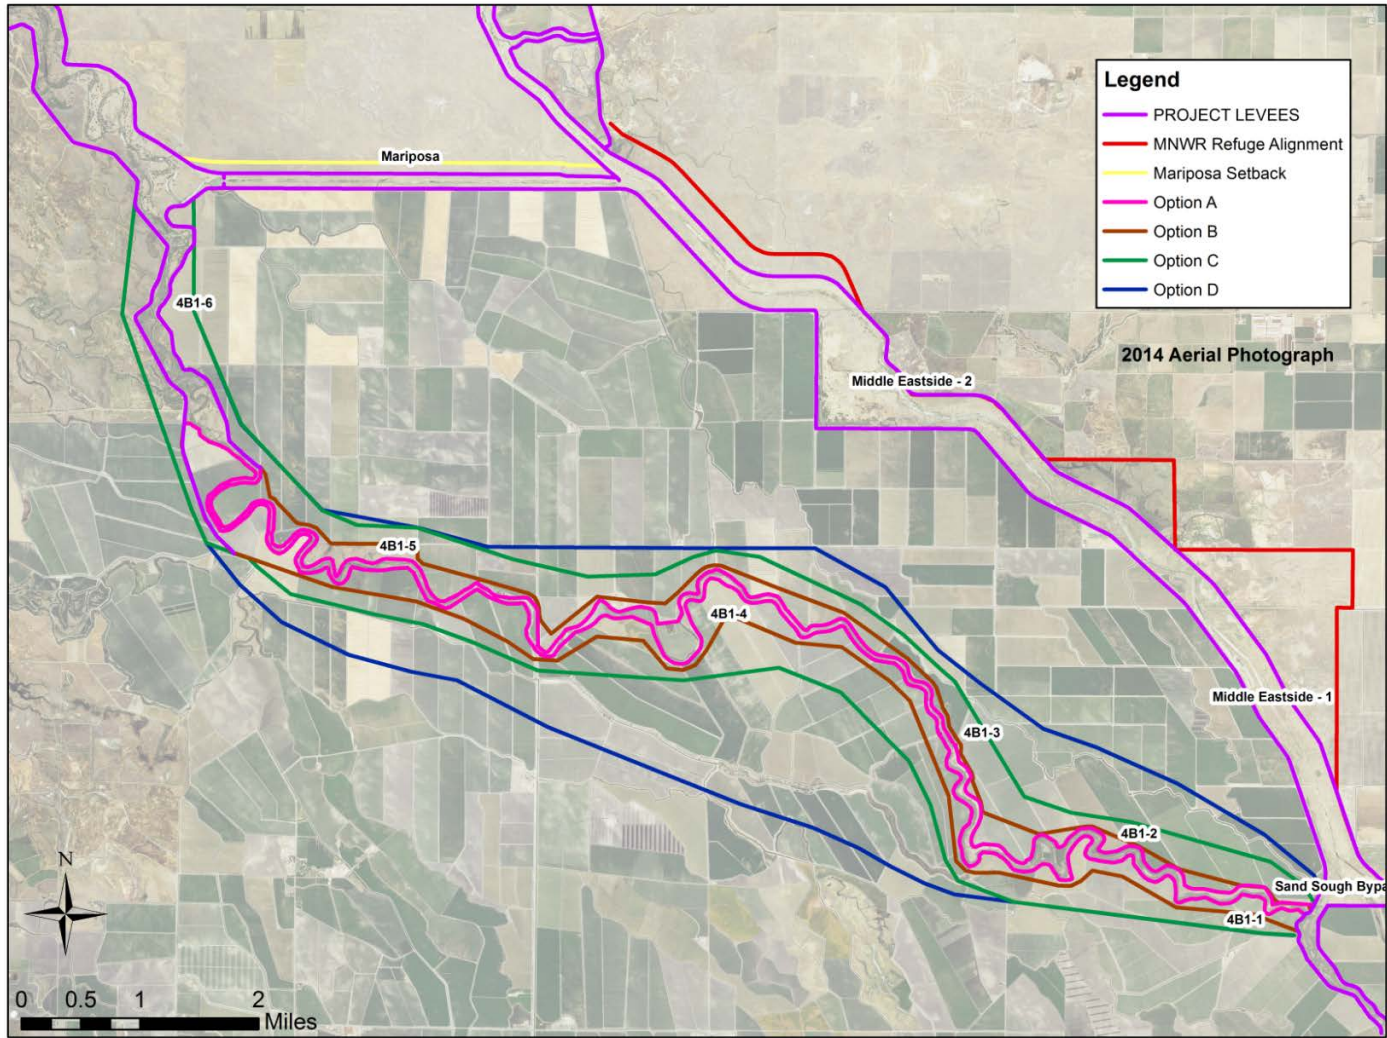 Legend
PROJECT LEVEES
MNWR Refuge Alignment
Mariposa Setback
Option A
Option B
Option C
Option D
2014 Aerial Photograph
Mariposa
4B1-6
Middle Eastside - 2
4B1-5
4B1-4
Middle Eastside - 1
4B1-3
4B1-2
Sand Sough Bypa
4B1-1
N
0 0.5 1 2
Miles